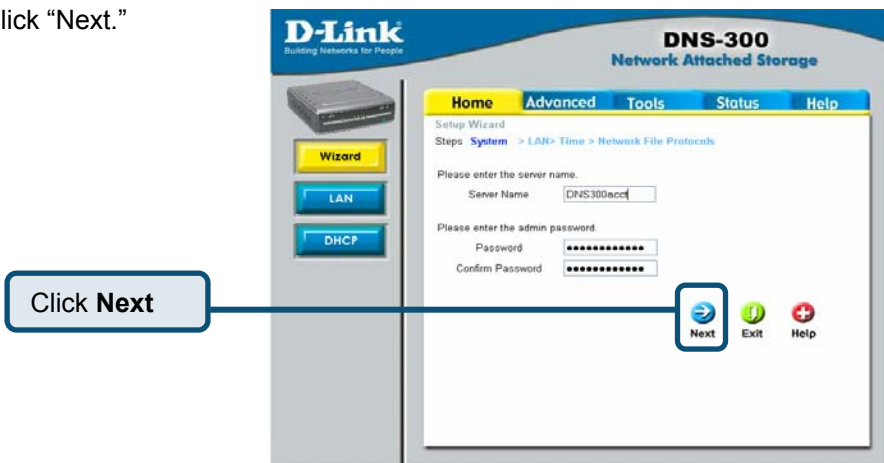 lick “Next.”
D-Link
Building Networks for People
DNS-300
Network Attached Storage
Home Advanced Tools Status Help
Setup Wizard
Steps System > LAN> Time > Network File Protocols
Wizard
LAN
DHCP
Please enter the server name.
Server Name DNS300acct
Please enter the admin password.
Password ●●●●●●●●●●●●
Confirm Password ●●●●●●●●●●●●
Click Next
Next Exit Help